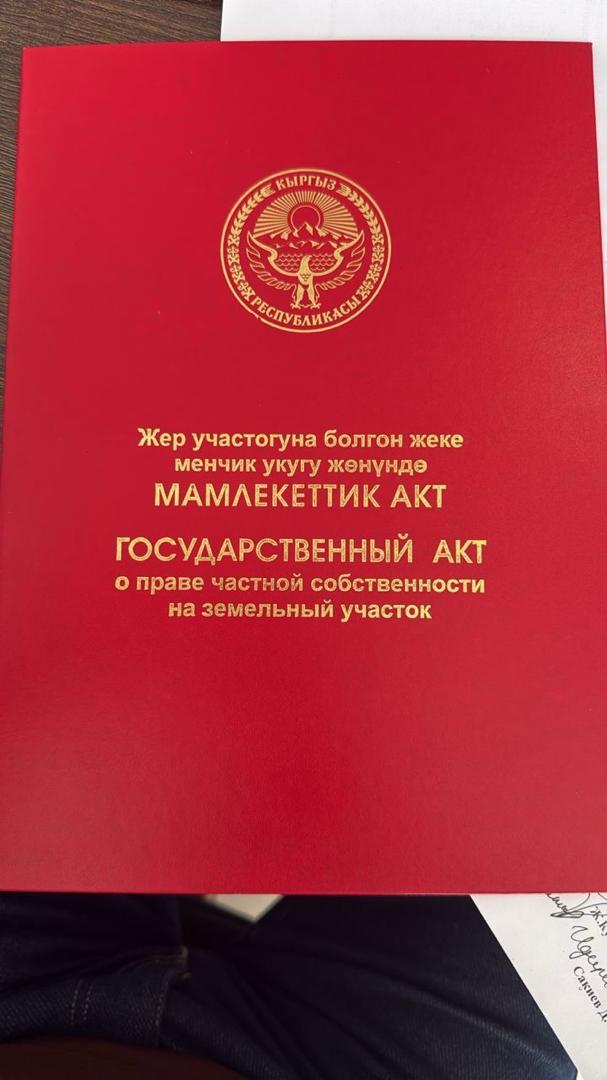 КЫРГЫЗ
РЕСПУБЛИКАСЫ
Жер участогуна болгон жеке
менчик укугу жөнүндө
МАМЛЕКЕТТИК АКТ
ГОСУДАРСТВЕННЫЙ АКТ
о праве частной собственности
на земельный участок
Сакиев Д.